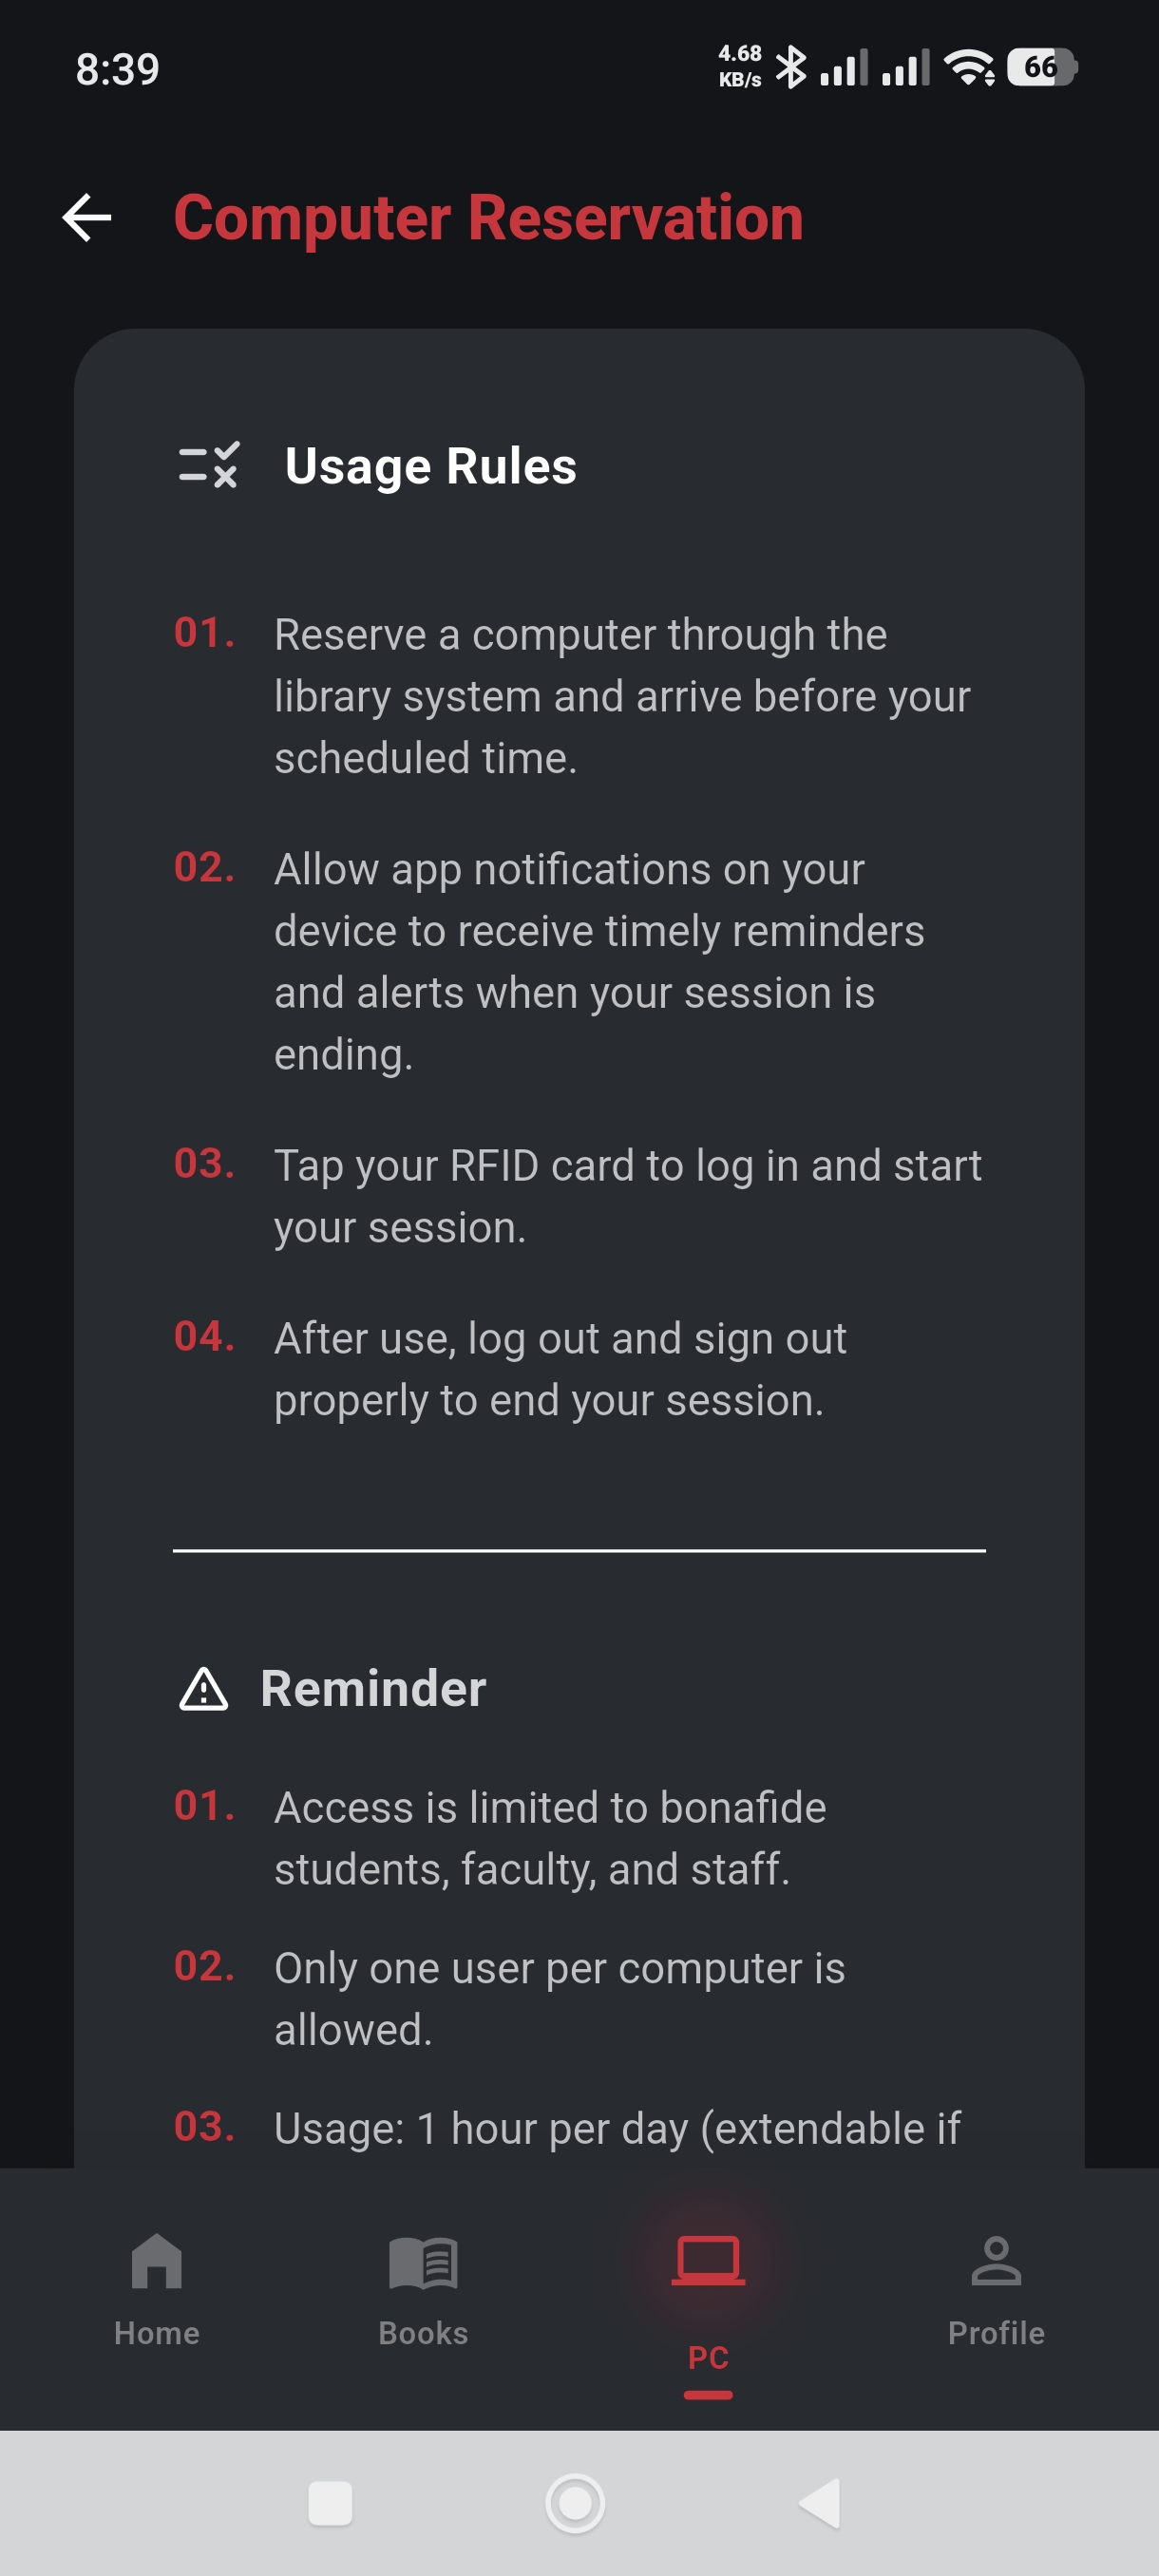 8:39
4.68
KB/s
66
Computer Reservation
Usage Rules
01. Reserve a computer through the
library system and arrive before your
scheduled time.
02. Allow app notifications on your
device to receive timely reminders
and alerts when your session is
ending.
03. Tap your RFID card to log in and start
your session.
04. After use, log out and sign out
properly to end your session.
Reminder
01. Access is limited to bonafide
students, faculty, and staff.
02. Only one user per computer is
allowed.
03. Usage: 1 hour per day (extendable if
Home
Books
PC
Profile